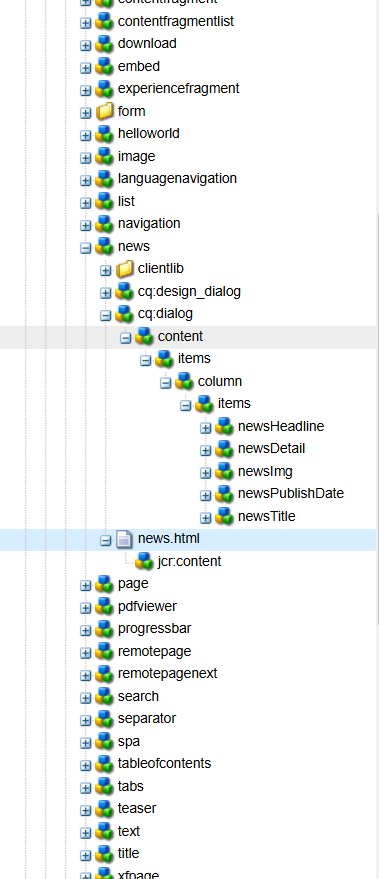 contentfragment
contentfragmentlist
download
embed
experiencefragment
form
helloworld
image
languagenavigation
list
navigation
news
clientlib
cq:design_dialog
cq:dialog
content
items
column
items
newsHeadline
newsDetail
newsImg
newsPublishDate
newsTitle
news.html
jcr:content
page
pdfviewer
progressbar
remotepage
remotepagenext
search
separator
spa
tableofcontents
tabs
teaser
text
title
xfpage